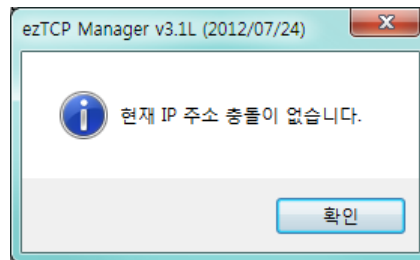 ezTCP Manager v3.1L (2012/07/24)
현재 IP 주소 충돌이 없습니다.
확인